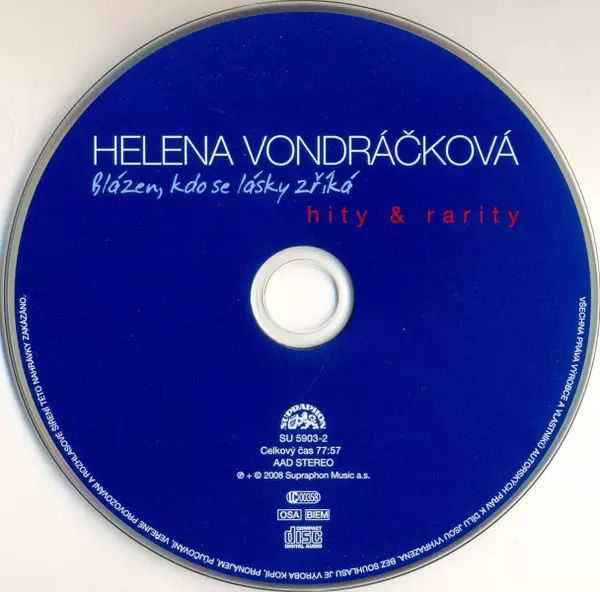 HELENA VONDRÁČKOVÁ
Blázen, kdo se lásky zříká
hity & rarity
SUPRAPHON
SU 5903-2
Celkový čas 77:57
AAD STEREO
℗ + © 2008 Supraphon Music a.s.
LC 00358
OSA BIEM
COMPACT
disc
DIGITAL AUDIO
VŠECHNA PRÁVA VÝROBCE A VLASTNÍKŮ AUTORSKÝCH PRÁV K DÍLU JSOU VYHRAZENA. BEZ SOUHLASU JE VÝROBA KOPIÍ, PRONÁJEM, PŮJČOVÁNÍ, VEŘEJNÉ PROVOZOVÁNÍ A ROZHLASOVÉ ŠÍŘENÍ TÉTO NAHRÁVKY ZAKÁZÁNO.